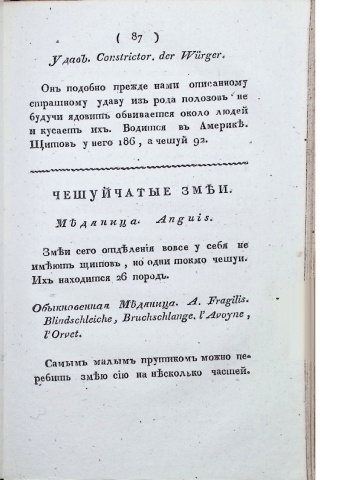 ( 87 )
Удавъ. Constrictor. der Würger.
Онъ подобно прежде нами описанному
страшному удаву изъ рода полозовъ не
будучи ядовитъ обвивается около людей
и кусаетъ ихъ. Водится въ Америкѣ.
Щитовъ у него 186, а чешуй 92.
ЧЕШУЙЧАТЫЕ ЗМѢИ.
Мѣдяница. Anguis.
Змѣи сего отдѣленія вовсе у себя не
имѣютъ щитовъ, но одни токмо чешуи.
Ихъ находится 26 породъ.
Обыкновенная Мѣдяница. A. Fragilis.
Blindschleiche, Bruchschlange. l'Avoyne,
l'Orvet.
Самымъ малымъ прутикомъ можно пе-
ребить змѣю сію на нѣсколько частей.